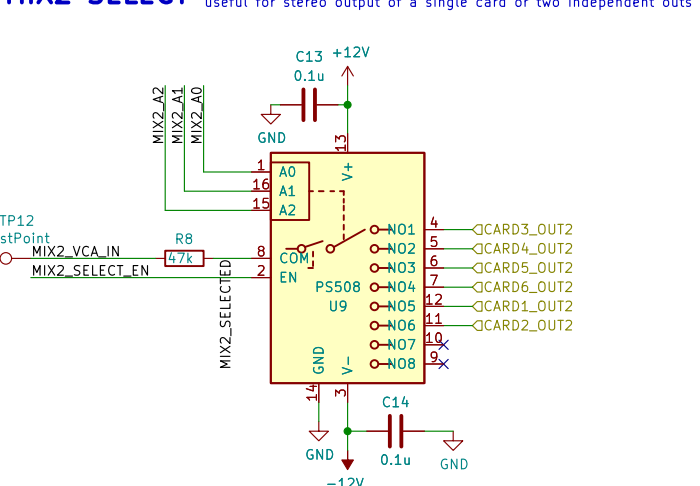 MIX2 SELECT useful for stereo output of a single card or two independent outs
C13
0.1u
+12V
GND
MIX2_A2
MIX2_A1
MIX2_A0
13
V+
1 A0
16 A1
15 A2
TP12
stPoint
MIX2_VCA_IN
R8
47k
8 COM
MIX2_SELECT_EN
2 EN
MIX2_SELECTED
PS508
U9
NO1 4 CARD3_OUT2
NO2 5 CARD4_OUT2
NO3 6 CARD5_OUT2
NO4 7 CARD6_OUT2
NO5 12 CARD1_OUT2
NO6 11 CARD2_OUT2
NO7 10
NO8 9
GND
V-
14
3
GND
C14
0.1u
GND
-12V